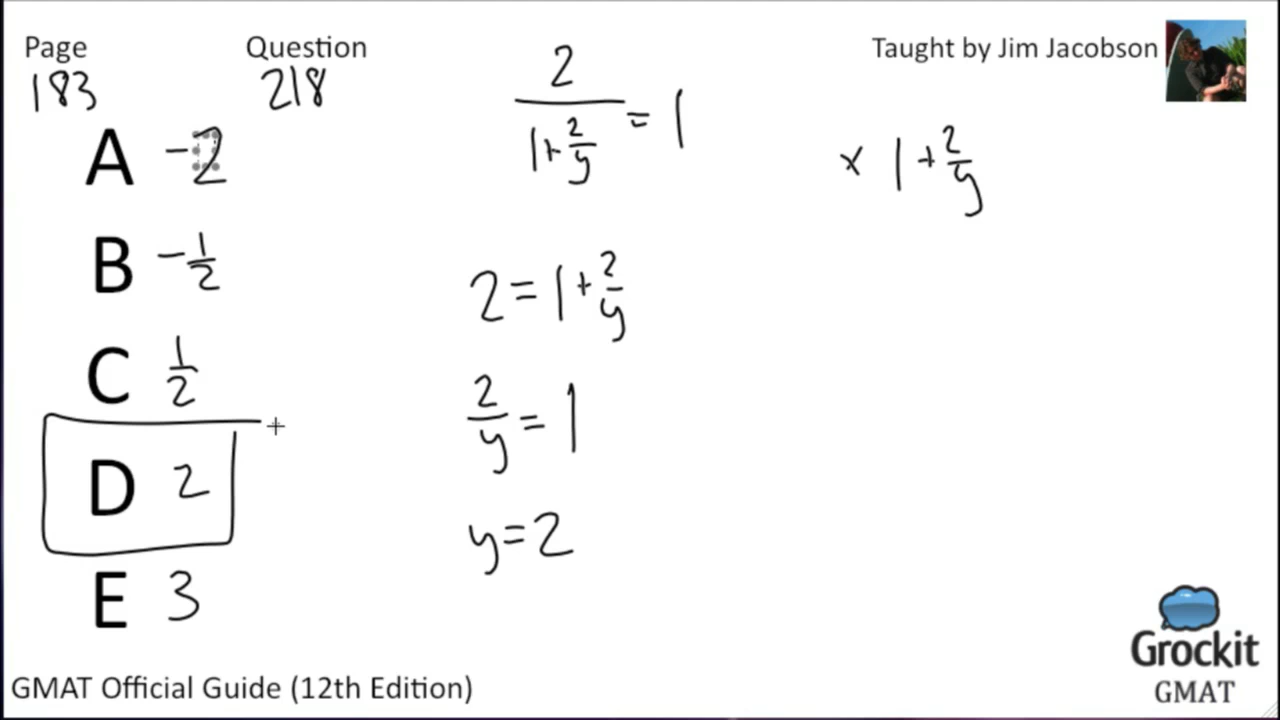 Page Question Taught by Jim Jacobson
183 218
2/(1+2/y) = 1
× 1+2/y
A -2
B -1/2
2=1+2/y
C 1/2
2/y = 1
D 2
y=2
E 3
Grockit
GMAT
GMAT Official Guide (12th Edition)